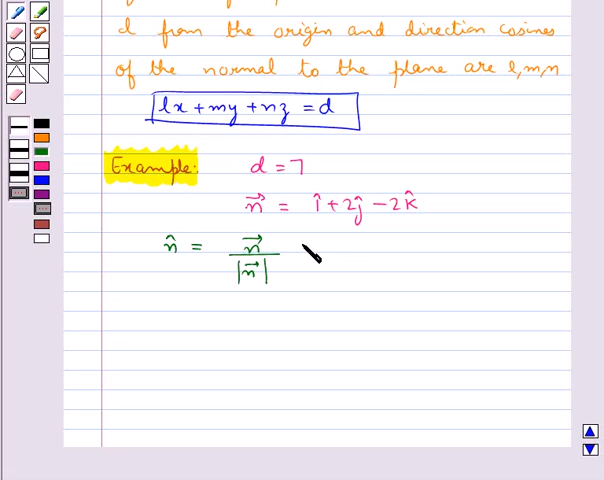 d from the origin and direction cosines
of the normal to the plane are l, m, n
lx + my + nz = d
Example: d = 7
n⃗ = î + 2ĵ − 2k̂
n̂ = n⃗ / |n⃗|